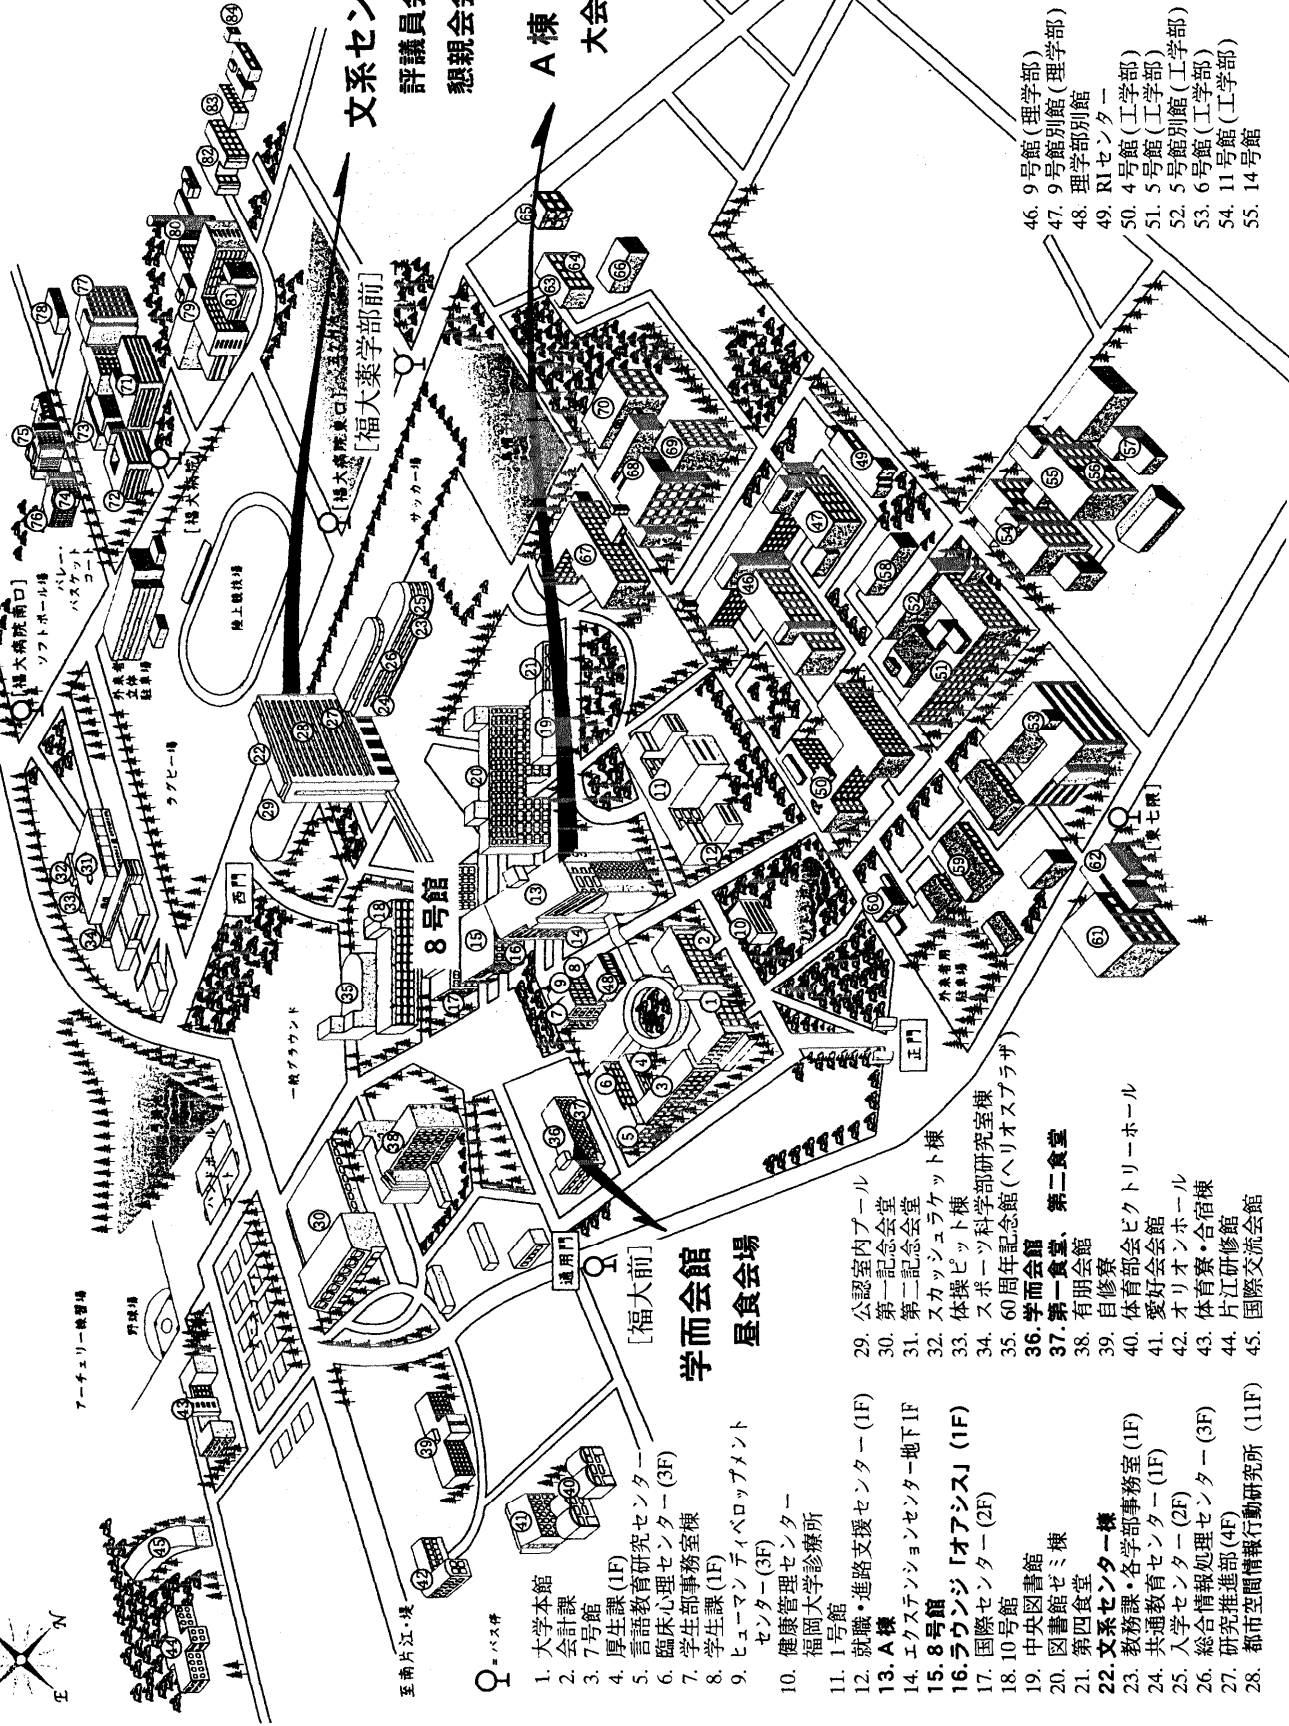 文系セン
評議員会
懇親会会
A棟
大会
8号館
学而会館
昼食会場
[福大前]
通用門
正門
西門
[東七隈]
外来者用
駐車場
[福大薬学部前]
[福大病院東口]
[福大病院]
[福大病院南口]
サッカー場
陸上競技場
外来者
立体
駐車場
ソフトボール場
バレー・
バスケット
コート
ラグビー場
一般グラウンド
アーチェリー練習場
野球場
至南片江・堤
=バス停
E
N
1. 大学本館
2. 会計課
3. 7号館
4. 厚生課(1F)
5. 言語教育研究センター
6. 臨床心理センター(3F)
7. 学生部事務室棟
8. 学生課(1F)
9. ヒューマンディベロップメント
センター(3F)
10. 健康管理センター
福岡大学診療所
11. 1号館
12. 就職・進路支援センター(1F)
13. A棟
14. エクステンションセンター地下1F
15. 8号館
16. ラウンジ「オアシス」(1F)
17. 国際センター(2F)
18. 10号館
19. 中央図書館
20. 図書館ゼミ棟
21. 第四食堂
22. 文系センター棟
23. 教務課・各学部事務室(1F)
24. 共通教育センター(1F)
25. 入学センター(2F)
26. 総合情報処理センター(3F)
27. 研究推進部(4F)
28. 都市空間情報行動研究所(11F)
29. 公認室内プール
30. 第一記念会堂
31. 第二記念会堂
32. スカッシュラケット棟
33. 体操ピット棟
34. スポーツ科学部研究室棟
35. 60周年記念館(ヘリオスプラザ)
36. 学而会館
37. 第一食堂、第二食堂
38. 有朋会館
39. 自修寮
40. 体育部会ビクトリーホール
41. 愛好会会館
42. オリオンホール
43. 体育寮・合宿棟
44. 片江研修館
45. 国際交流会館
46. 9号館(理学部)
47. 9号館別館(理学部)
48. 理学部別館
49. RIセンター
50. 4号館(工学部)
51. 5号館(工学部)
52. 5号館別館(工学部)
53. 6号館(工学部)
54. 11号館(工学部)
55. 14号館